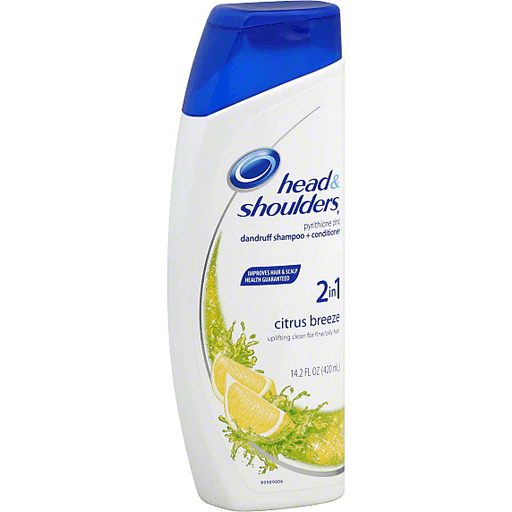 head&
shoulders®
pyrithione zinc
dandruff shampoo + conditioner
IMPROVES HAIR & SCALP
HEALTH GUARANTEED
2in1
citrus breeze
uplifting clean for fine/oily hair
14.2 FL OZ (420 mL)
99389006